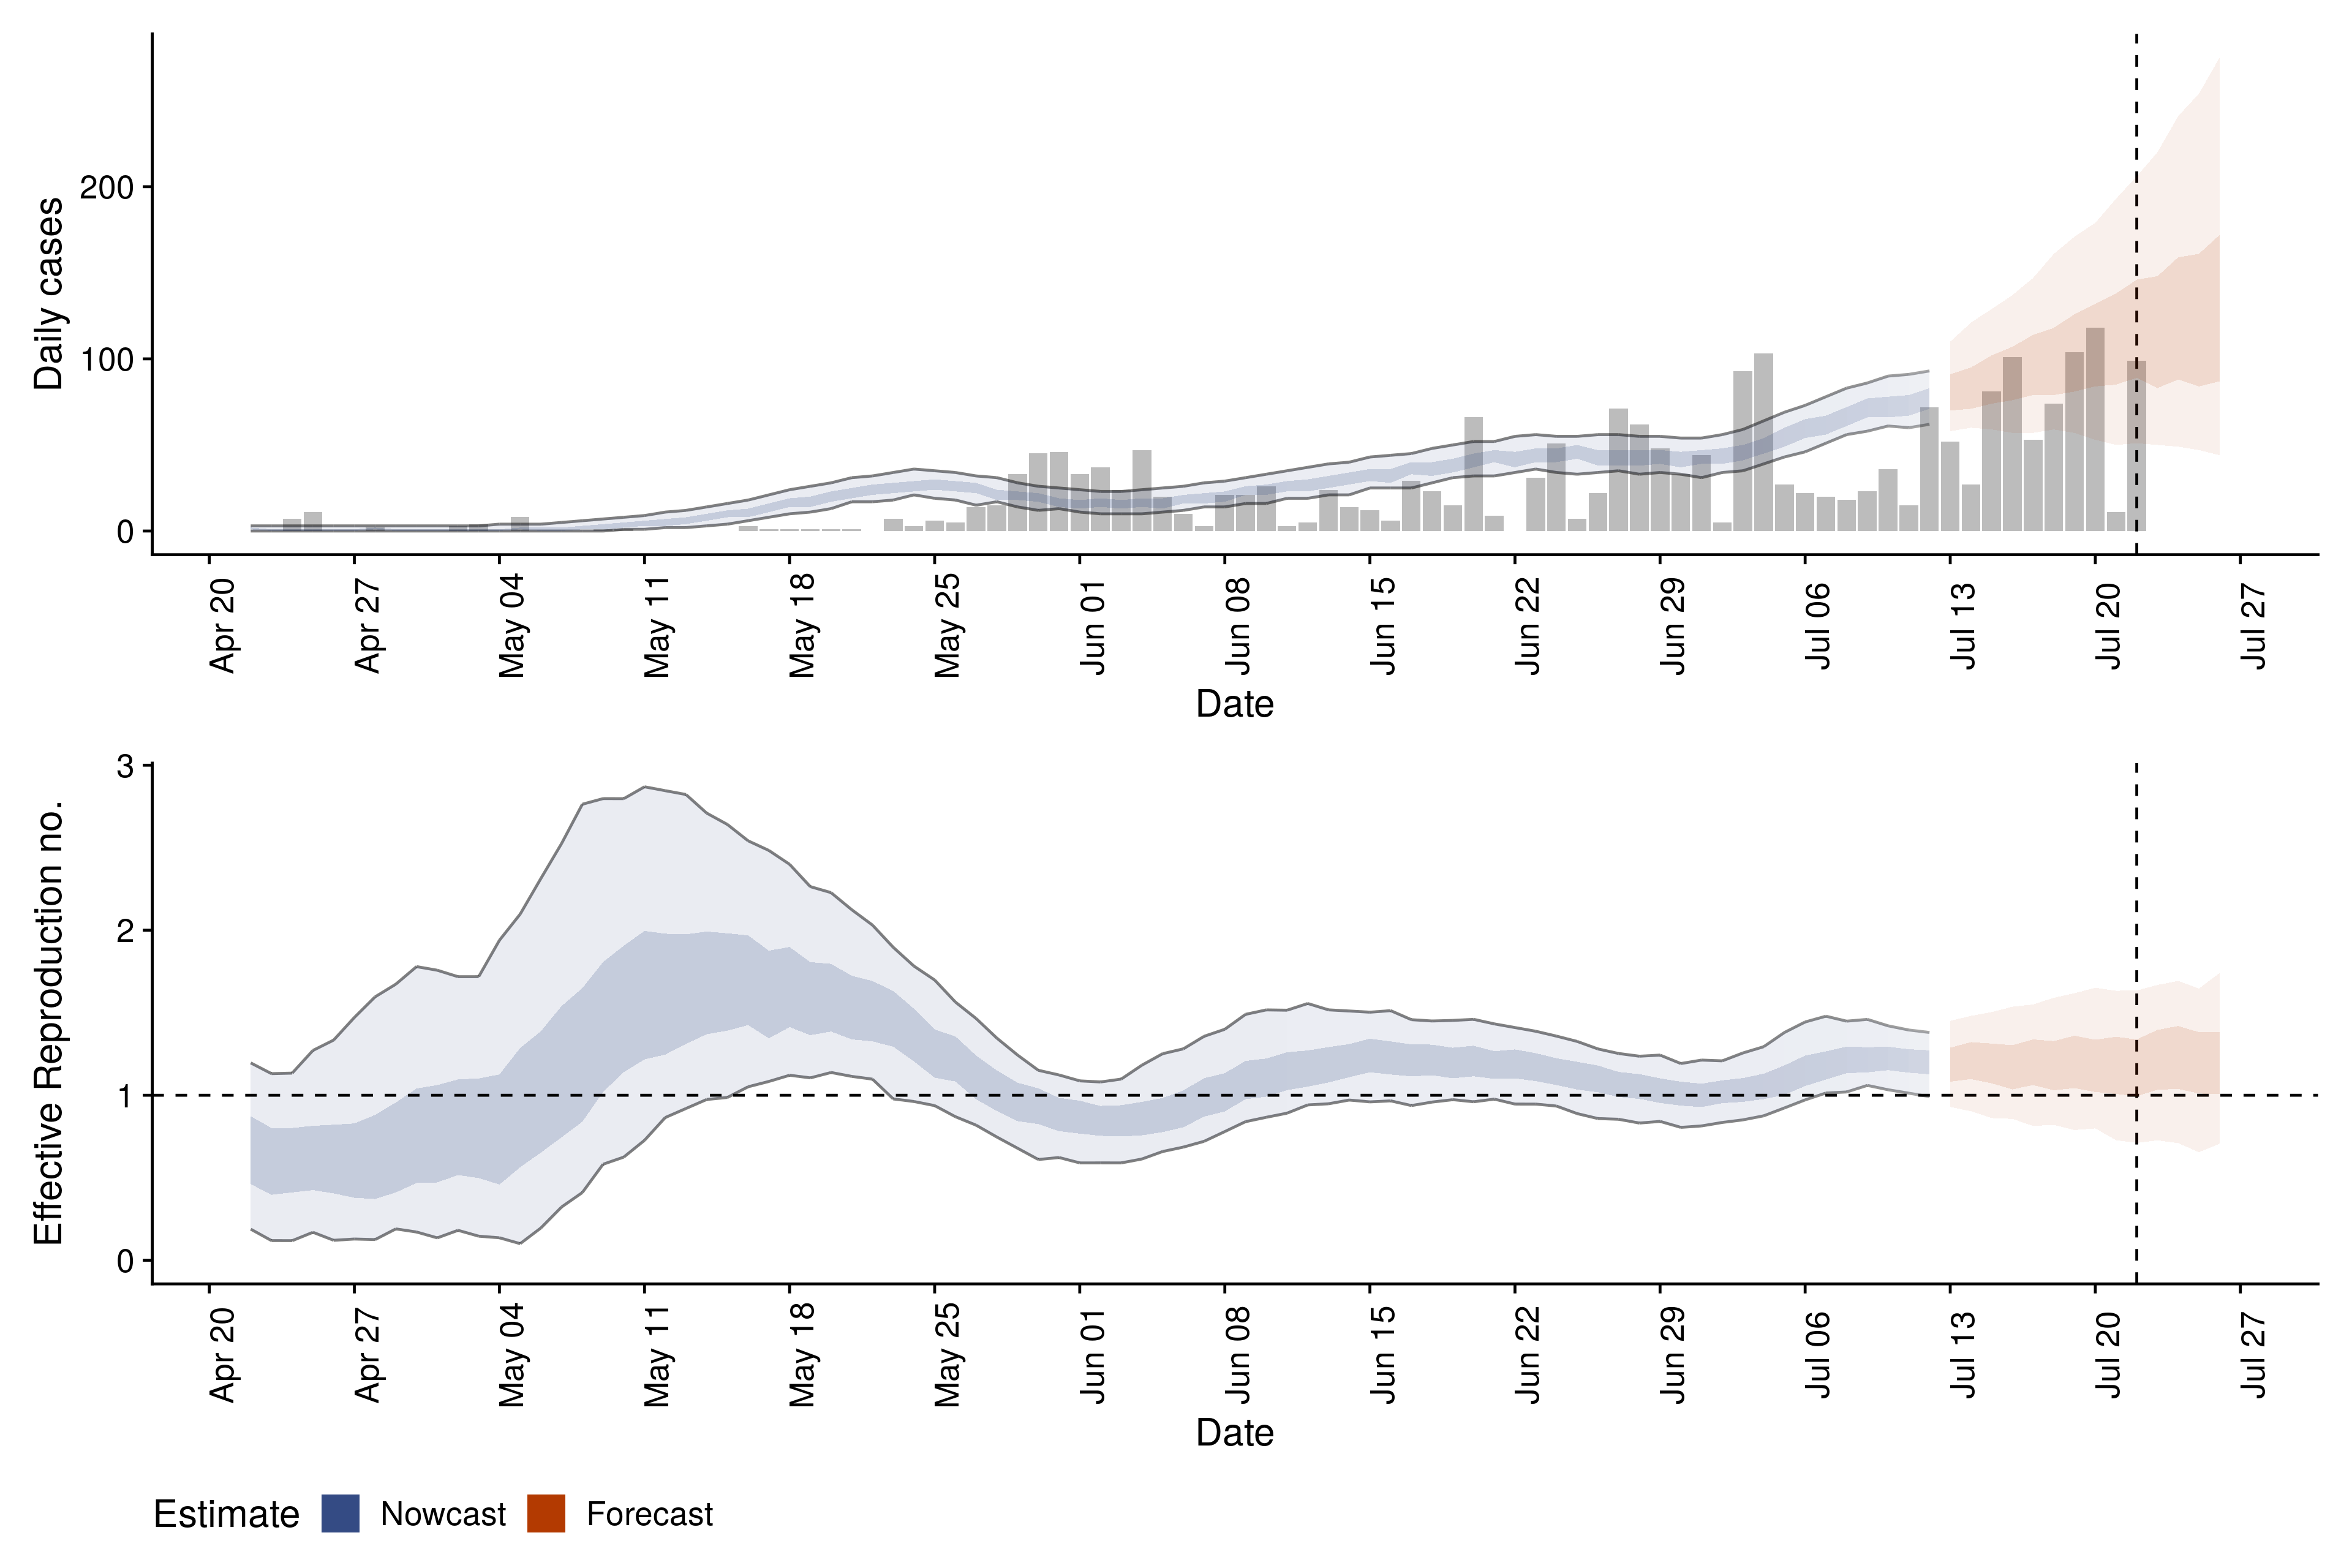 Daily cases
200
100
0
Apr 20 Apr 27 May 04 May 11 May 18 May 25 Jun 01 Jun 08 Jun 15 Jun 22 Jun 29 Jul 06 Jul 13 Jul 20 Jul 27
Date
Effective Reproduction no.
3
2
1
0
Apr 20 Apr 27 May 04 May 11 May 18 May 25 Jun 01 Jun 08 Jun 15 Jun 22 Jun 29 Jul 06 Jul 13 Jul 20 Jul 27
Date
Estimate Nowcast Forecast